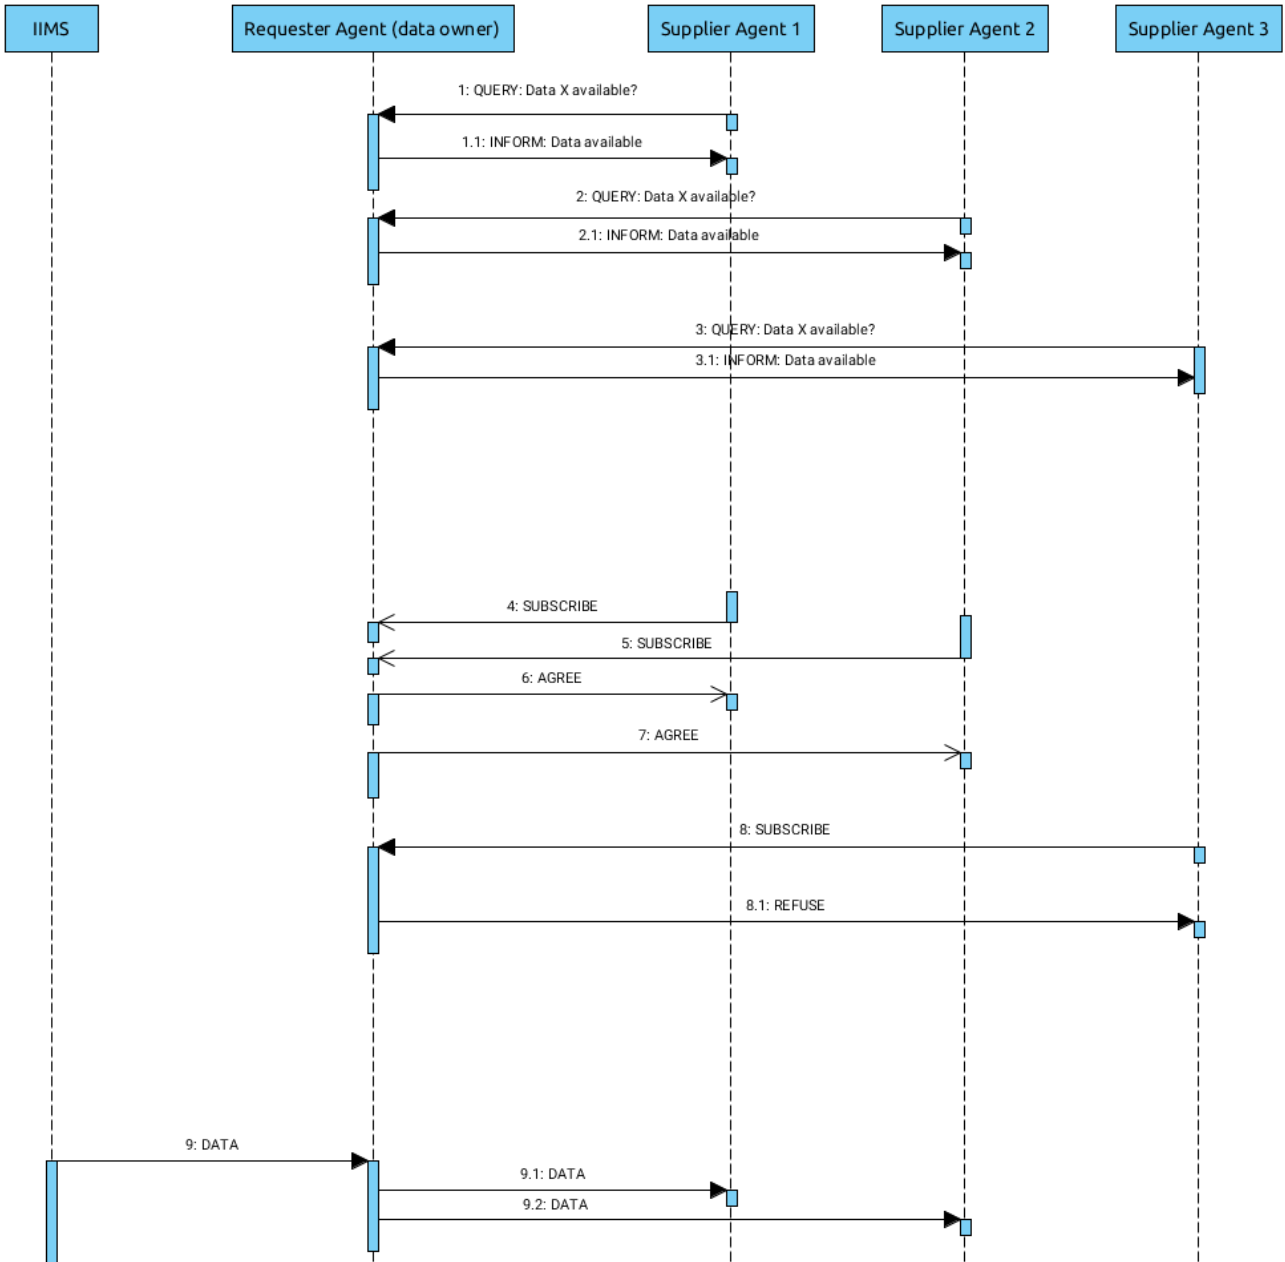 IIMS
Requester Agent (data owner)
Supplier Agent 1
Supplier Agent 2
Supplier Agent 3
1: QUERY: Data X available?
1.1: INFORM: Data available
2: QUERY: Data X available?
2.1: INFORM: Data available
3: QUERY: Data X available?
3.1: INFORM: Data available
4: SUBSCRIBE
5: SUBSCRIBE
6: AGREE
7: AGREE
8: SUBSCRIBE
8.1: REFUSE
9: DATA
9.1: DATA
9.2: DATA